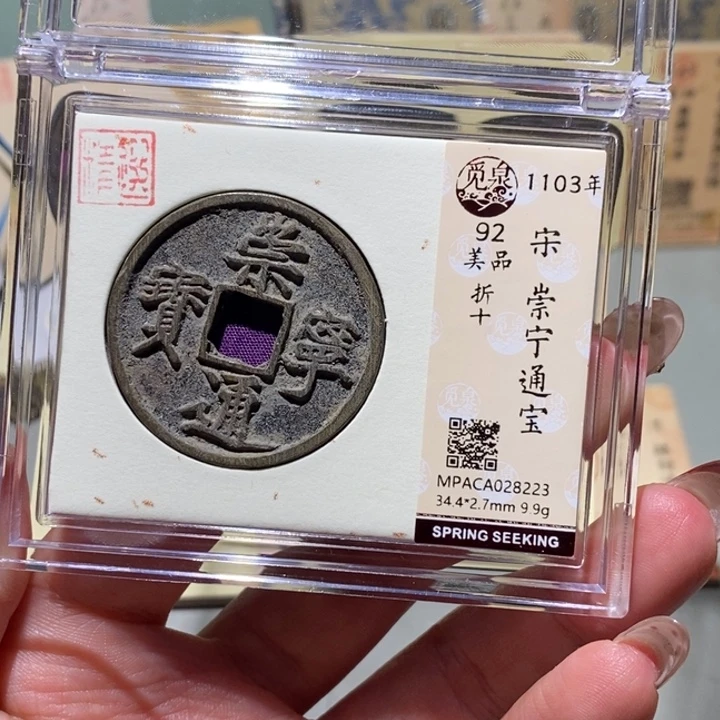 崇寧通寶
覓泉
1103年
宋 崇宁通宝
92
美品
折十
MPACA028223
34.4*2.7mm 9.9g
SPRING SEEKING